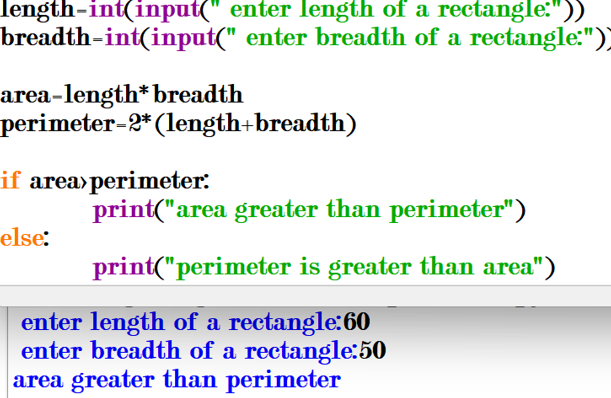 length=int(input(" enter length of a rectangle:"))
breadth=int(input(" enter breadth of a rectangle:"))
area=length*breadth
perimeter=2*(length+breadth)
if area>perimeter:
print("area greater than perimeter")
else:
print("perimeter is greater than area")
enter length of a rectangle:60
enter breadth of a rectangle:50
area greater than perimeter